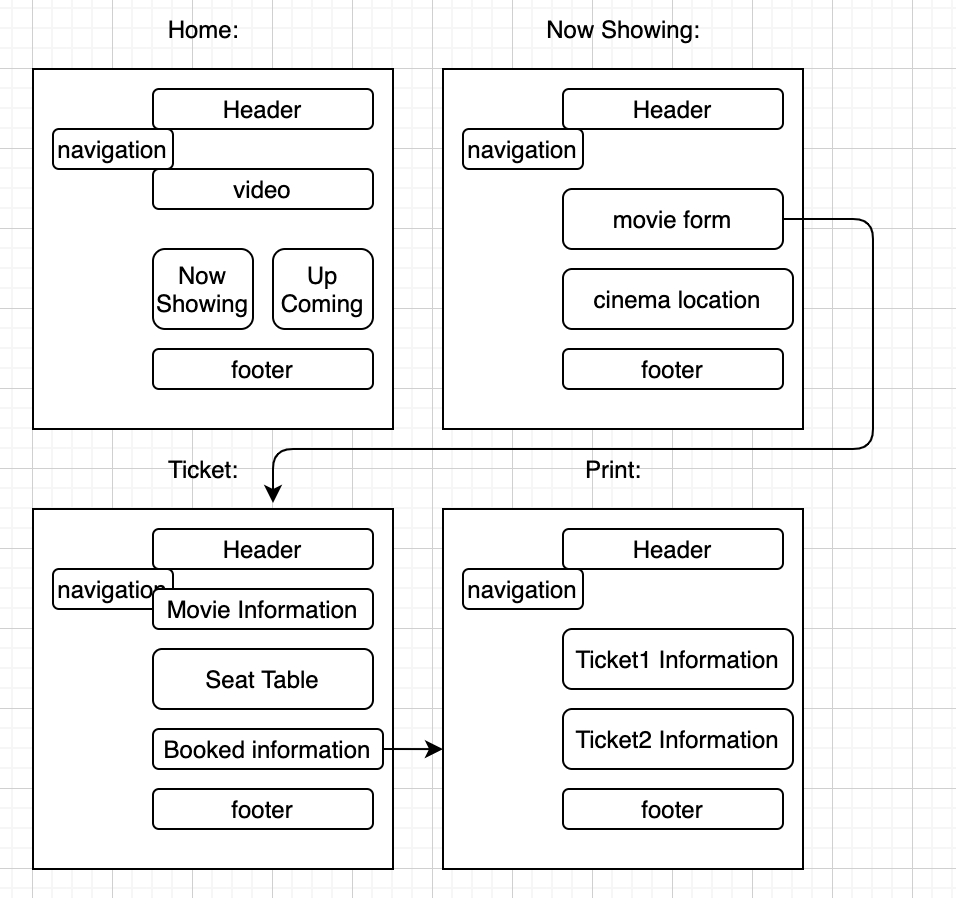 Home:
Header
navigation
video
Now
Showing
Up
Coming
footer
Now Showing:
Header
navigation
movie form
cinema location
footer
Ticket:
Header
navigation
Movie Information
Seat Table
Booked information
footer
Print:
Header
navigation
Ticket1 Information
Ticket2 Information
footer